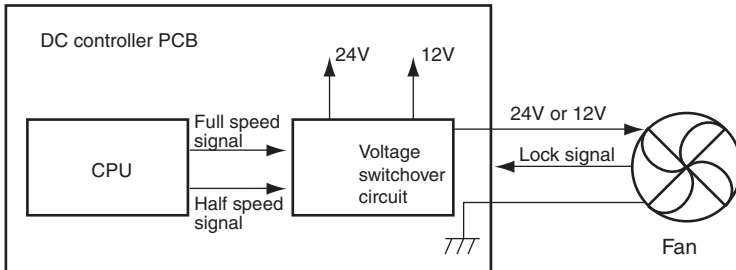 DC controller PCB
24V
12V
Full speed
signal
24V or 12V
CPU
Voltage
switchover
circuit
Lock signal
Half speed
signal
Fan